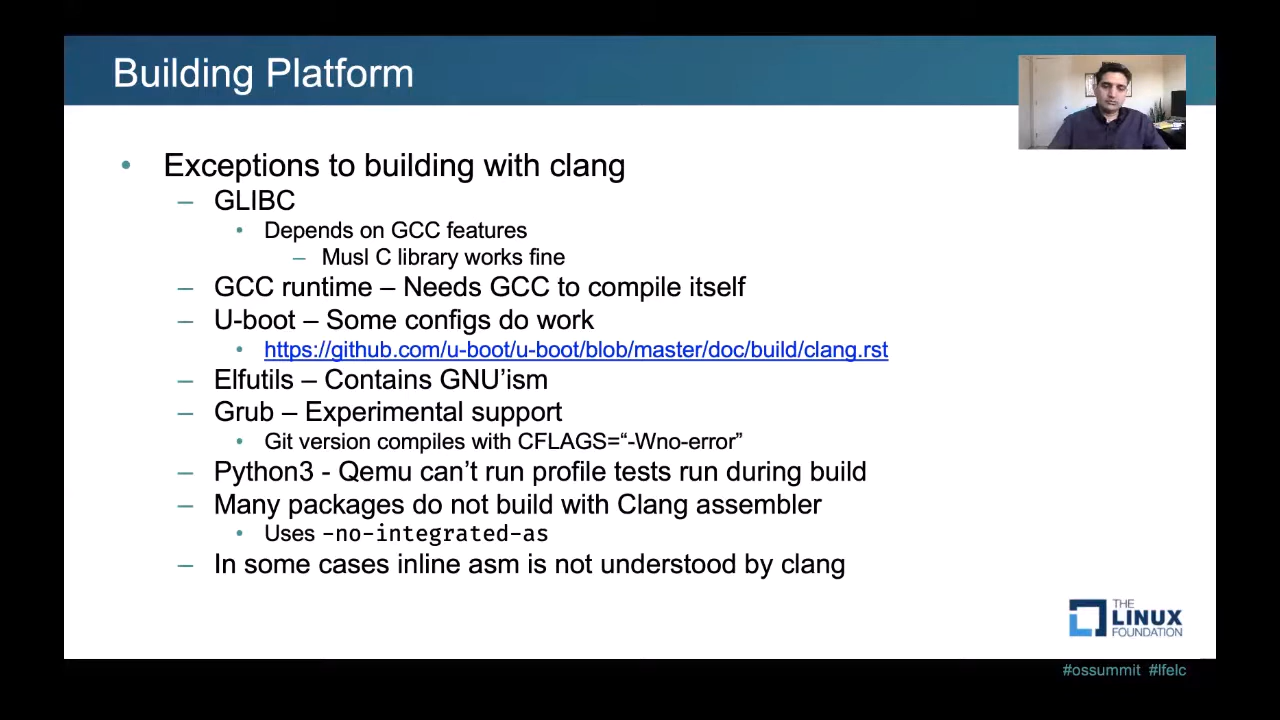 Building Platform
• Exceptions to building with clang
– GLIBC
• Depends on GCC features
– Musl C library works fine
– GCC runtime – Needs GCC to compile itself
– U-boot – Some configs do work
• https://github.com/u-boot/u-boot/blob/master/doc/build/clang.rst
– Elfutils – Contains GNU’ism
– Grub – Experimental support
• Git version compiles with CFLAGS=“-Wno-error”
– Python3 - Qemu can’t run profile tests run during build
– Many packages do not build with Clang assembler
• Uses -no-integrated-as
– In some cases inline asm is not understood by clang
THE
LINUX
FOUNDATION
#ossummit #lfelc